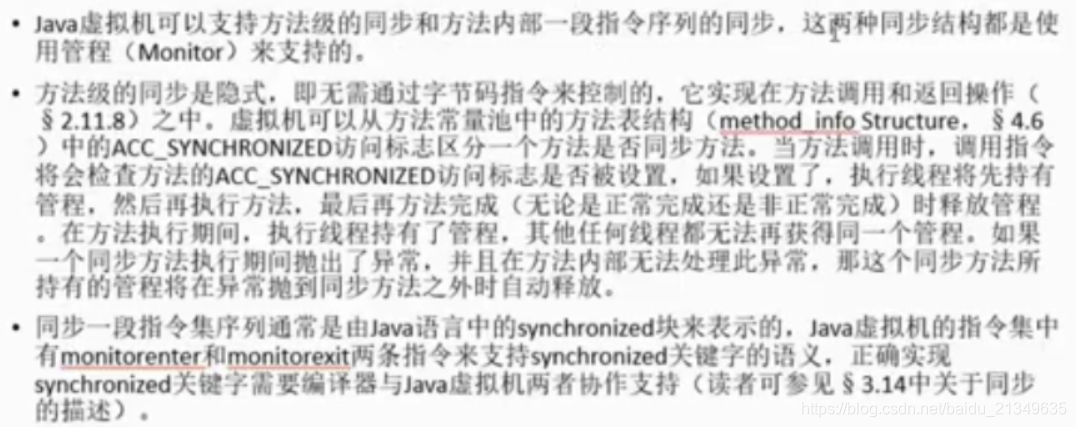 • Java虚拟机可以支持方法级的同步和方法内部一段指令序列的同步，这两种同步结构都是使
用管程（Monitor）来支持的。
• 方法级的同步是隐式，即无需通过字节码指令来控制的，它实现在方法调用和返回操作（
§2.11.8）之中。虚拟机可以从方法常量池中的方法表结构（method_info Structure，§4.6
）中的ACC_SYNCHRONIZED访问标志区分一个方法是否同步方法。当方法调用时，调用指令
将会检查方法的ACC_SYNCHRONIZED访问标志是否被设置，如果设置了，执行线程将先持有
管程，然后再执行方法，最后再方法完成（无论是正常完成还是非正常完成）时释放管程
。在方法执行期间，执行线程持有了管程，其他任何线程都无法再获得同一个管程。如果
一个同步方法执行期间抛出了异常，并且在方法内部无法处理此异常，那这个同步方法所
持有的管程将在异常抛到同步方法之外时自动释放。
• 同步一段指令集序列通常是由Java语言中的synchronized块来表示的，Java虚拟机的指令集中
有monitorenter和monitorexit两条指令来支持synchronized关键字的语义，正确实现
synchronized关键字需要编译器与Java虚拟机两者协作支持（读者可参见§3.14中关于同步
的描述）。
https://blog.csdn.net/baidu_21349635